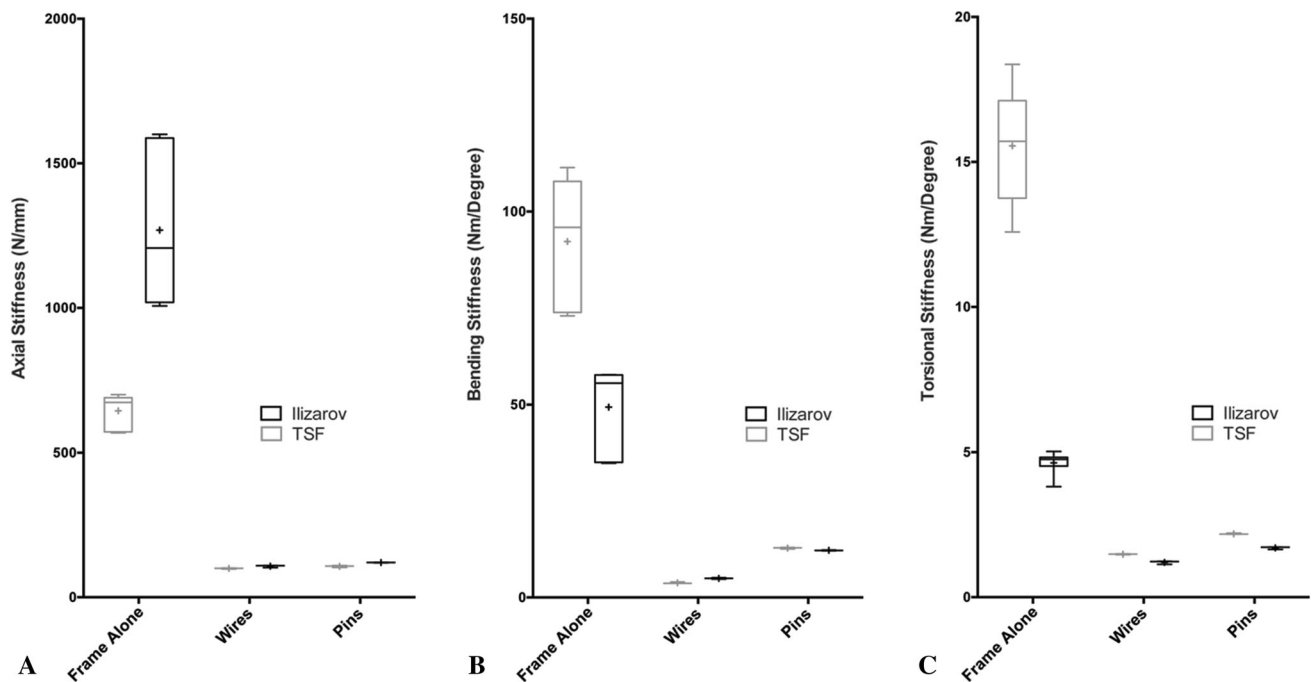 2000
1500
1000
500
0
Axial Stiffness (N/mm)
Ilizarov
TSF
Frame Alone
Wires
Pins
A
150
100
50
0
Bending Stiffness (Nm/Degree)
Ilizarov
TSF
Frame Alone
Wires
Pins
B
20
15
10
5
0
Torsional Stiffness (Nm/Degree)
Ilizarov
TSF
Frame Alone
Wires
Pins
C